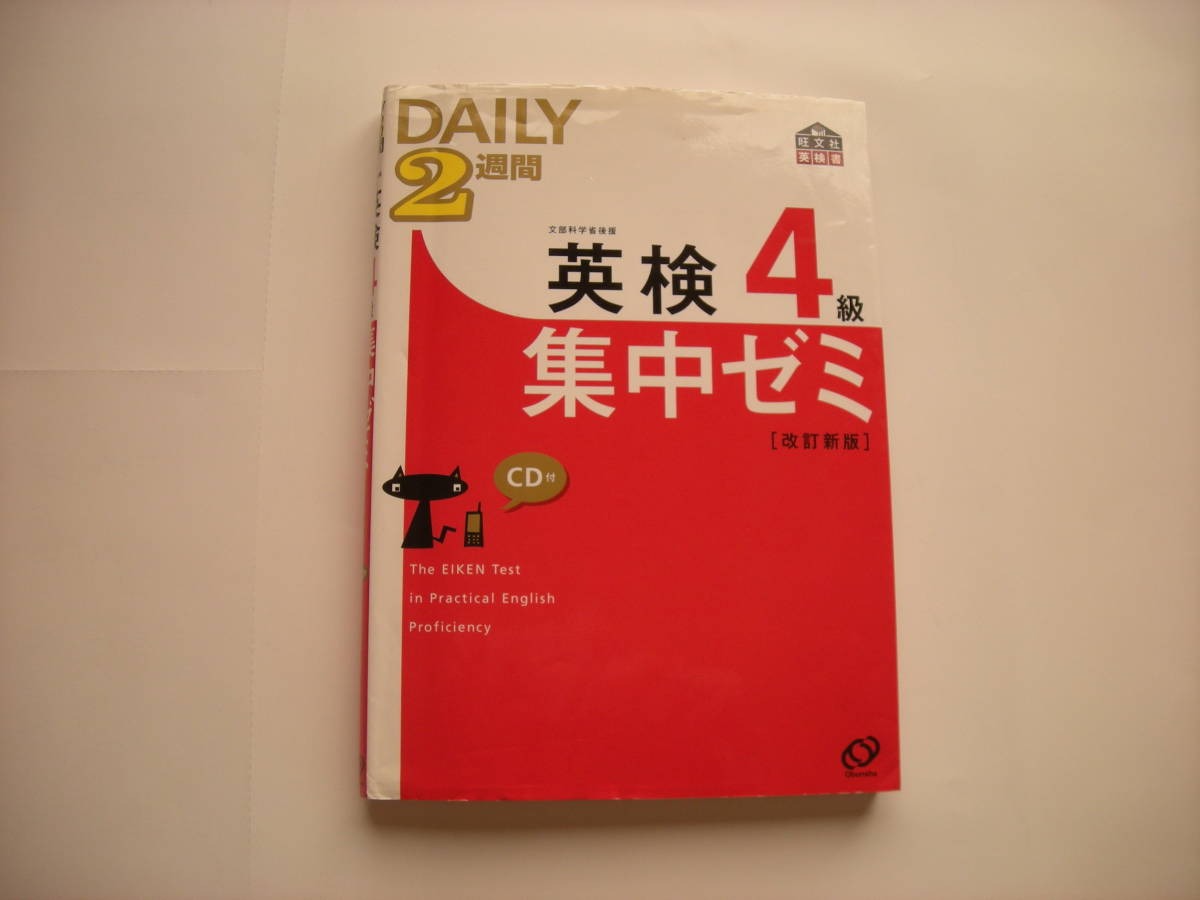 DAILY
2週間
旺文社
英検書
文部科学省後援
英検 4級
集中ゼミ
[改訂新版]
CD付
The EIKEN Test
in Practical English
Proficiency
Obunsha